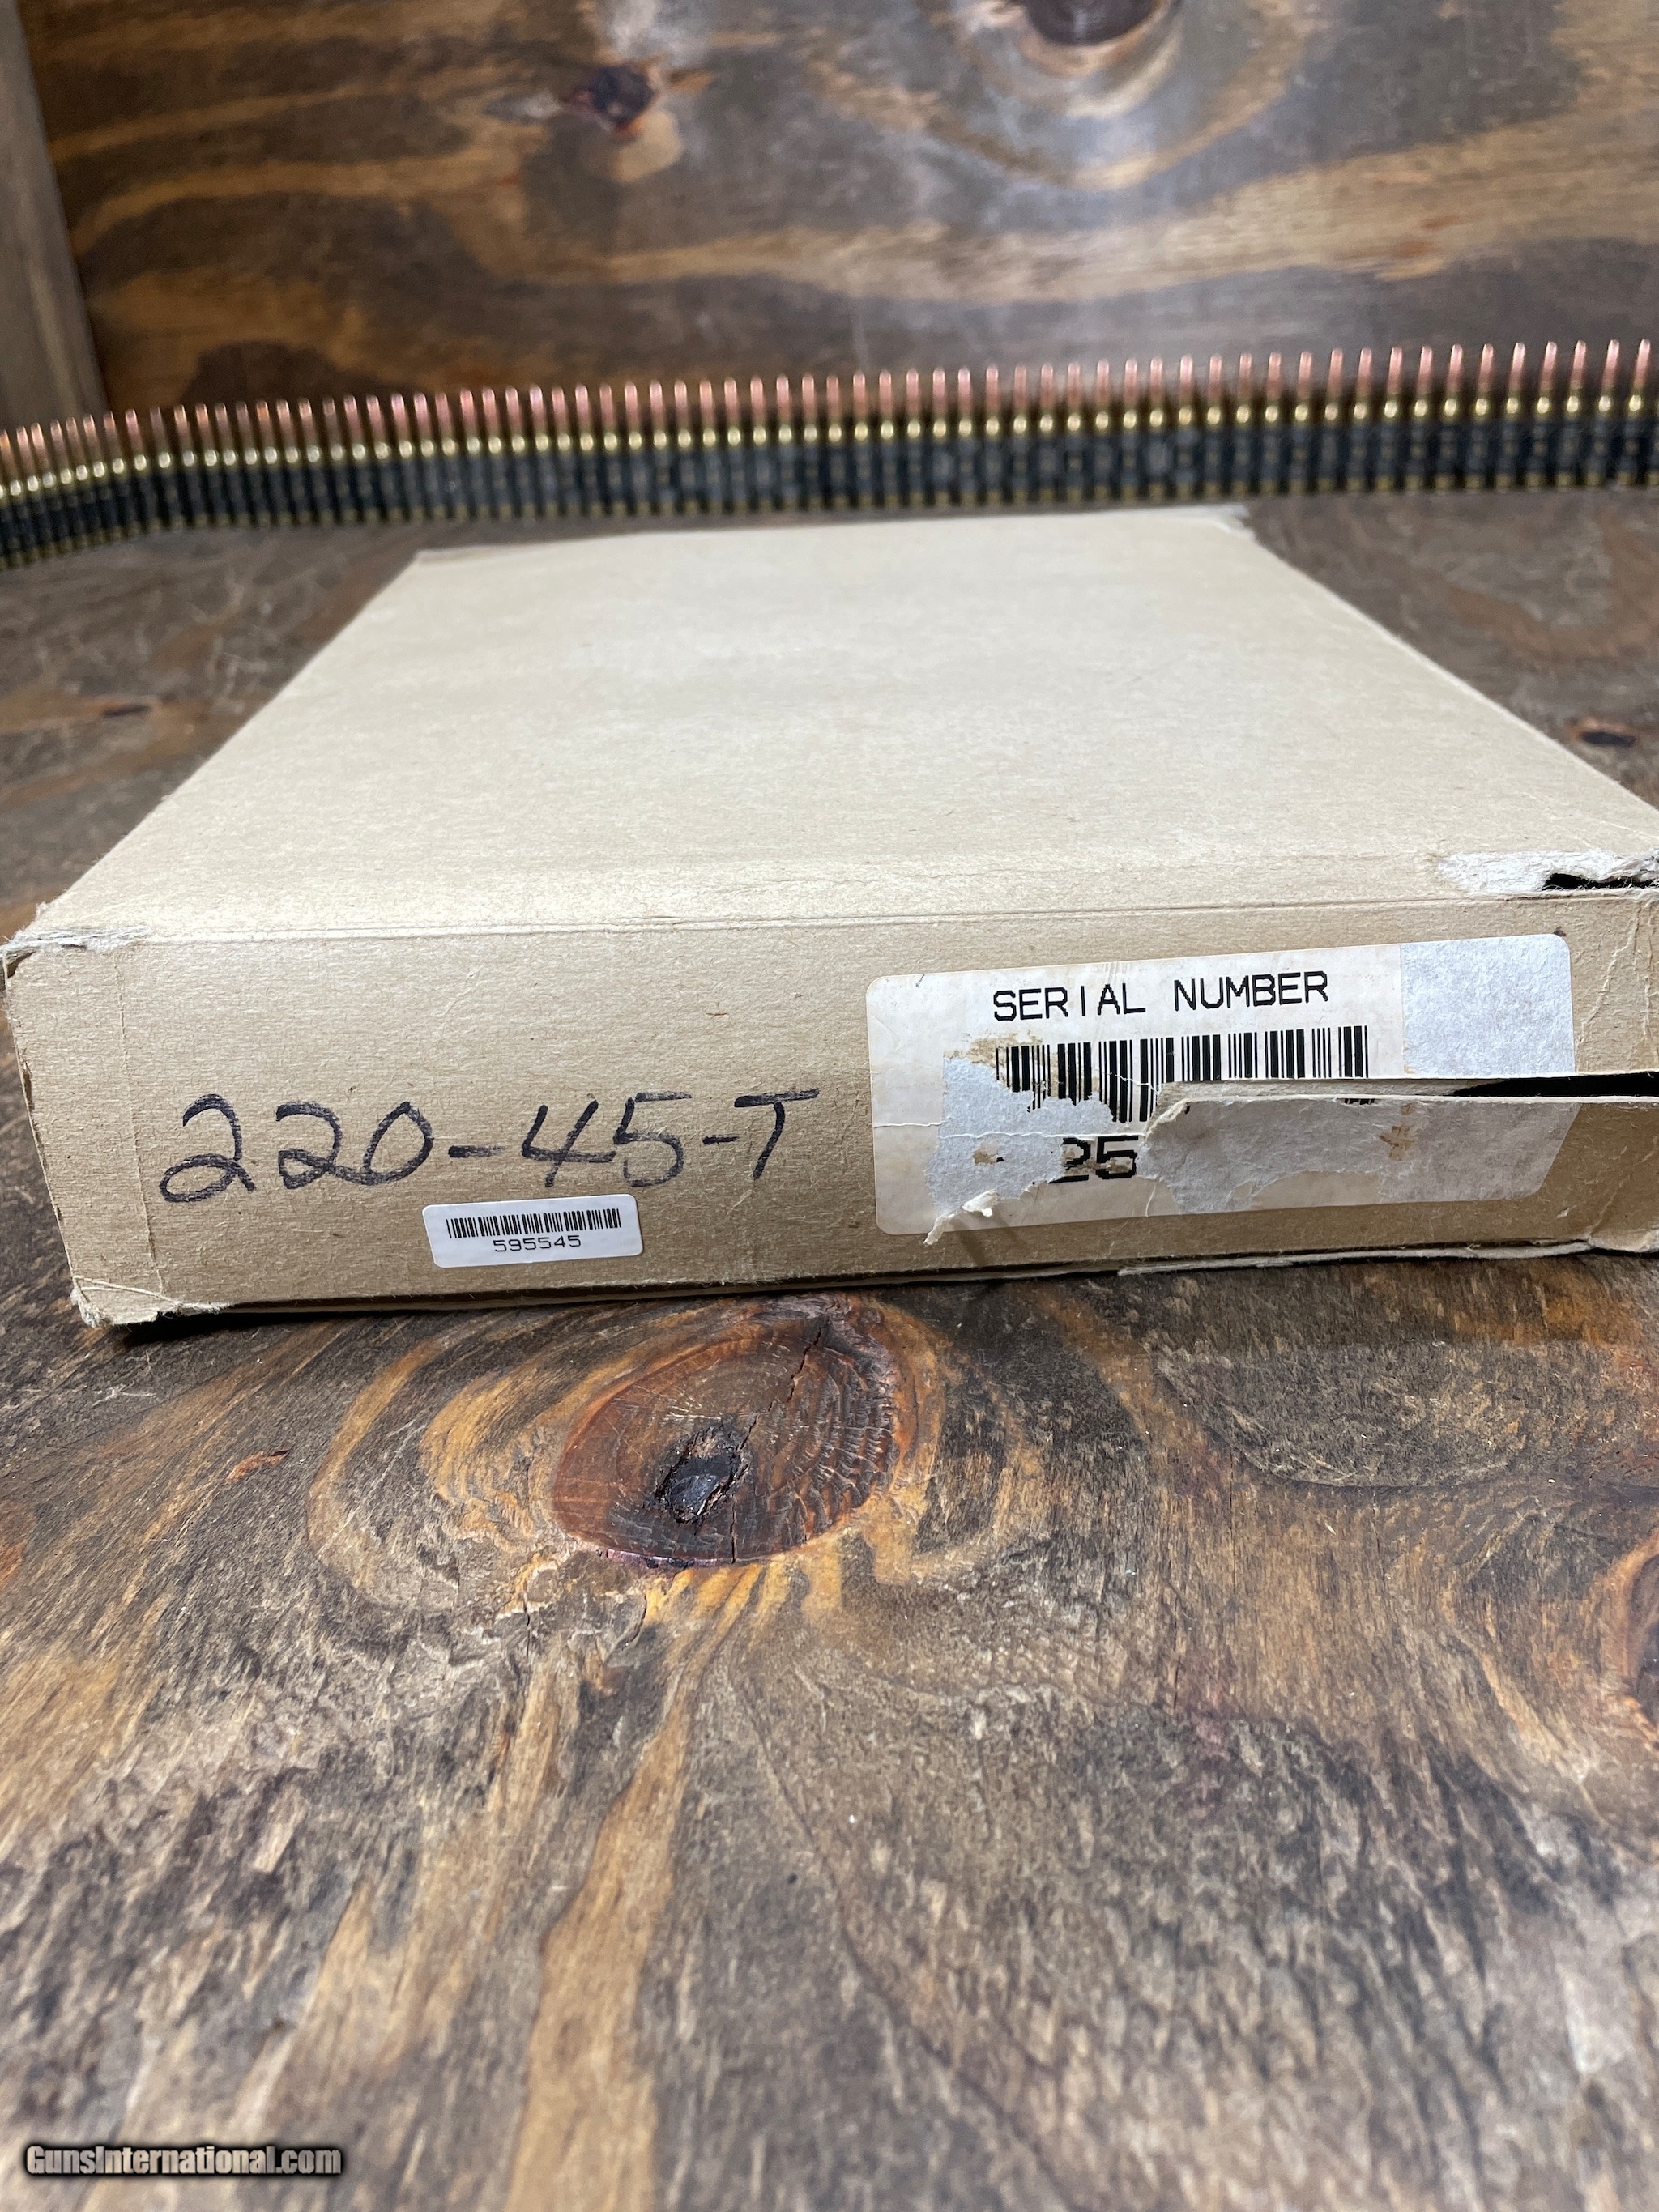 SERIAL NUMBER
25
220-45-T
595545
GunsInternational.com